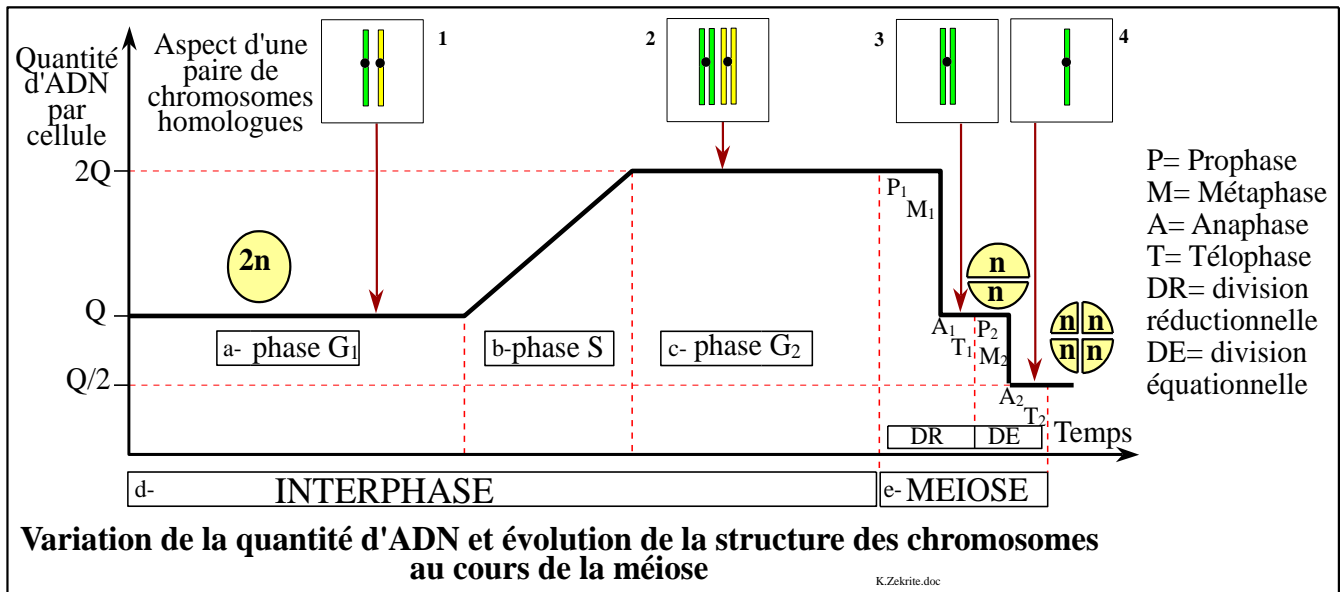 Quantité
d'ADN
par
cellule
Aspect d'une
paire de
chromosomes
homologues
1
2
3
4
2Q
Q
Q/2
2n
a- phase G1
b-phase S
c- phase G2
P1
M1
A1
T1
P2
M2
A2
T2
n
n
n n
n n
DR
DE
Temps
d- INTERPHASE
e- MEIOSE
P= Prophase
M= Métaphase
A= Anaphase
T= Télophase
DR= division
réductionnelle
DE= division
équationnelle
Variation de la quantité d'ADN et évolution de la structure des chromosomes
au cours de la méiose
K.Zekrite.doc